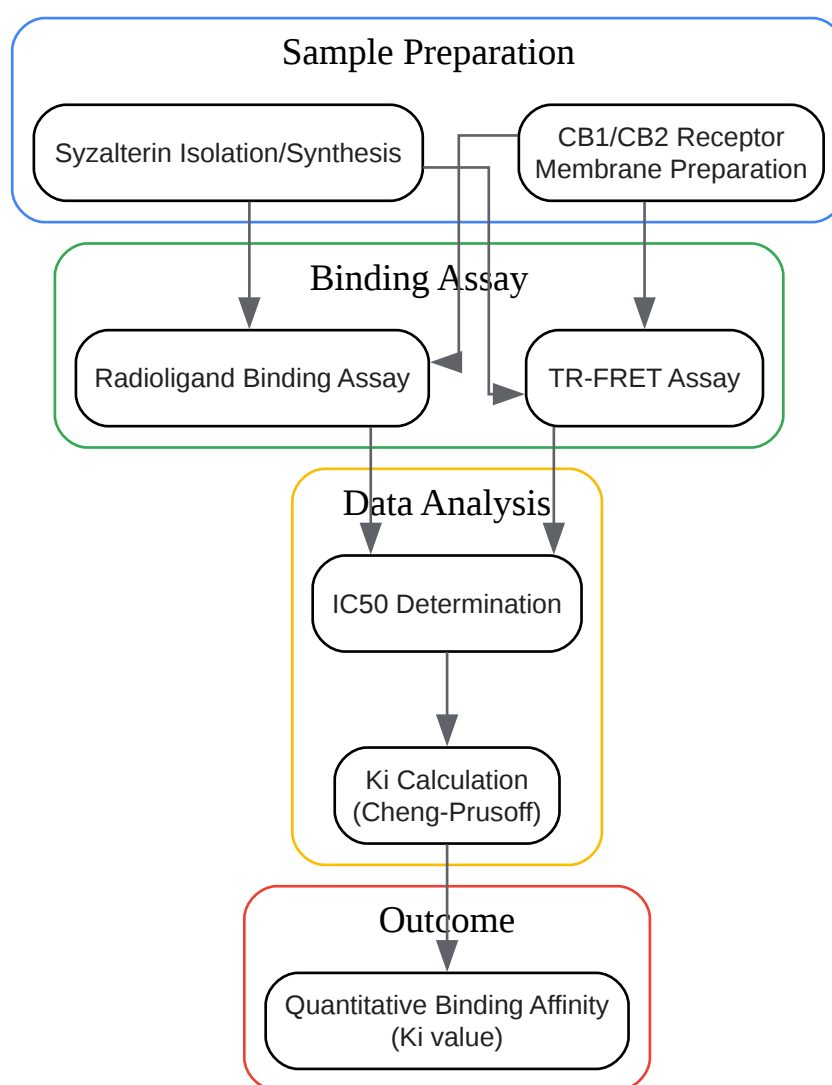 Sample Preparation
Syzalterin Isolation/Synthesis
CB1/CB2 Receptor
Membrane Preparation
Binding Assay
Radioligand Binding Assay
TR-FRET Assay
Data Analysis
IC50 Determination
Ki Calculation
(Cheng-Prusoff)
Outcome
Quantitative Binding Affinity
(Ki value)